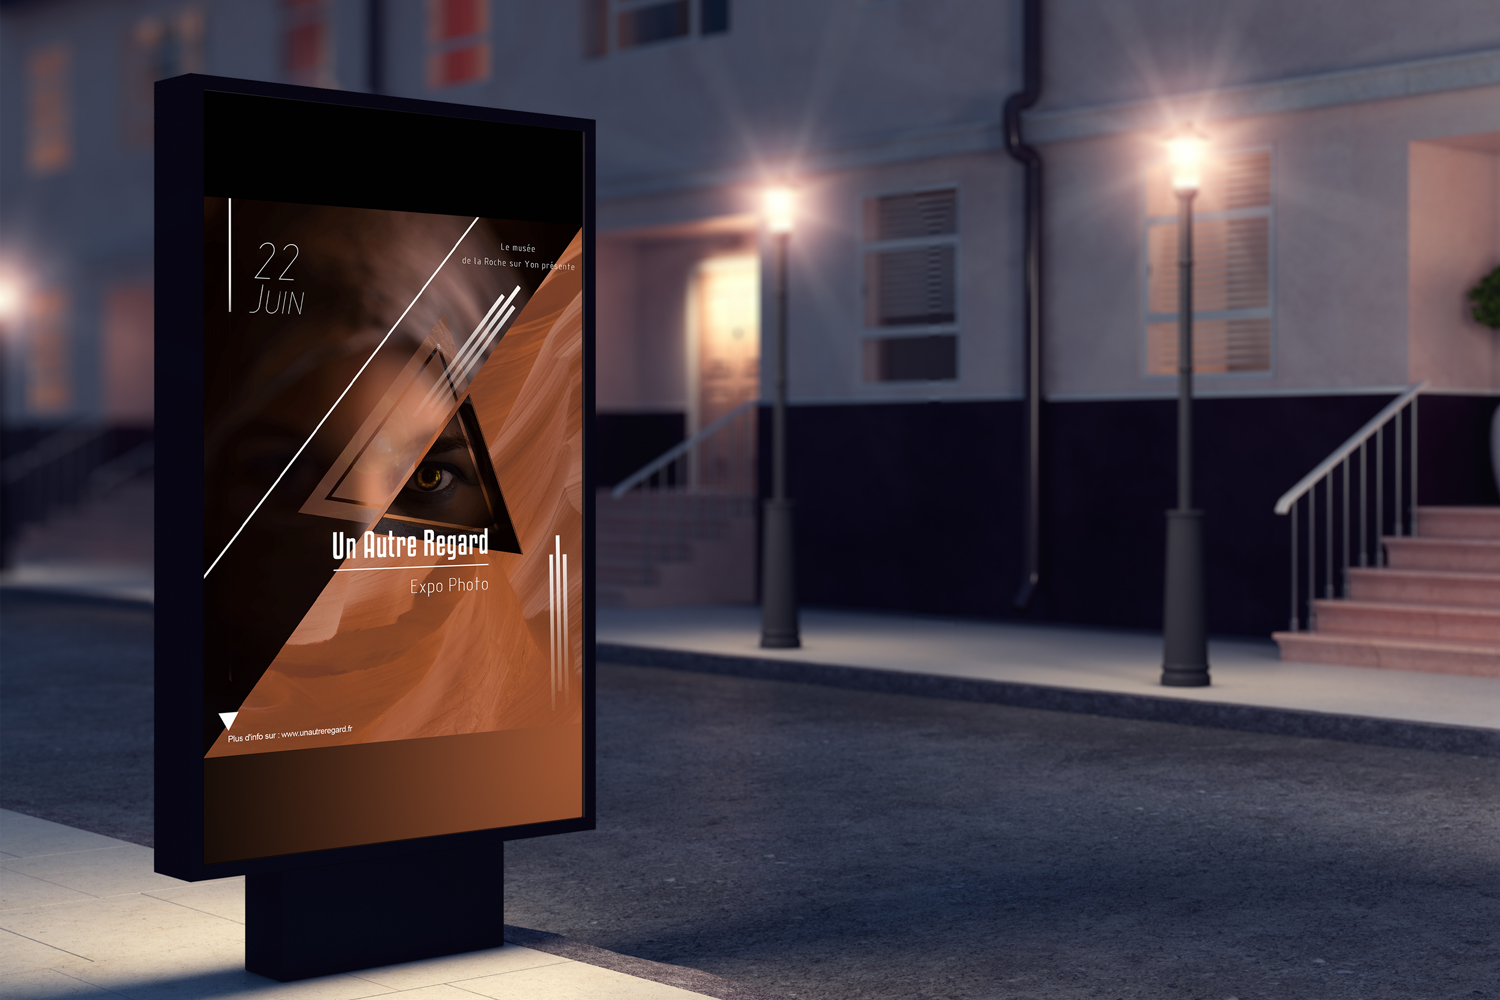 22
Juin
Le musée
de la Roche sur Yon présente
Un Autre Regard
Expo Photo
Plus d'info sur : www.unautreregard.fr